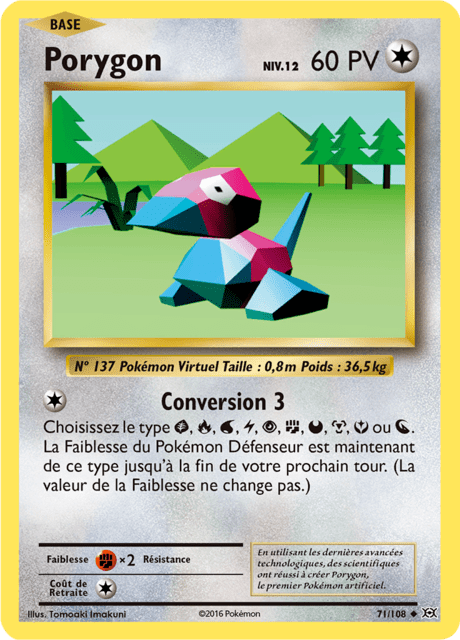 BASE
Porygon
NIV.12 60 PV
N° 137 Pokémon Virtuel Taille : 0,8m Poids : 36,5kg
Conversion 3
Choisissez le type , , , , , , , , ou .
La Faiblesse du Pokémon Défenseur est maintenant
de ce type jusqu'à la fin de votre prochain tour. (La
valeur de la Faiblesse ne change pas.)
Faiblesse ×2 Résistance
Coût de
Retraite
En utilisant les dernières avancées
technologiques, des scientifiques
ont réussi à créer Porygon,
le premier Pokémon artificiel.
Illus. Tomoaki Imakuni
©2016 Pokémon
71/108